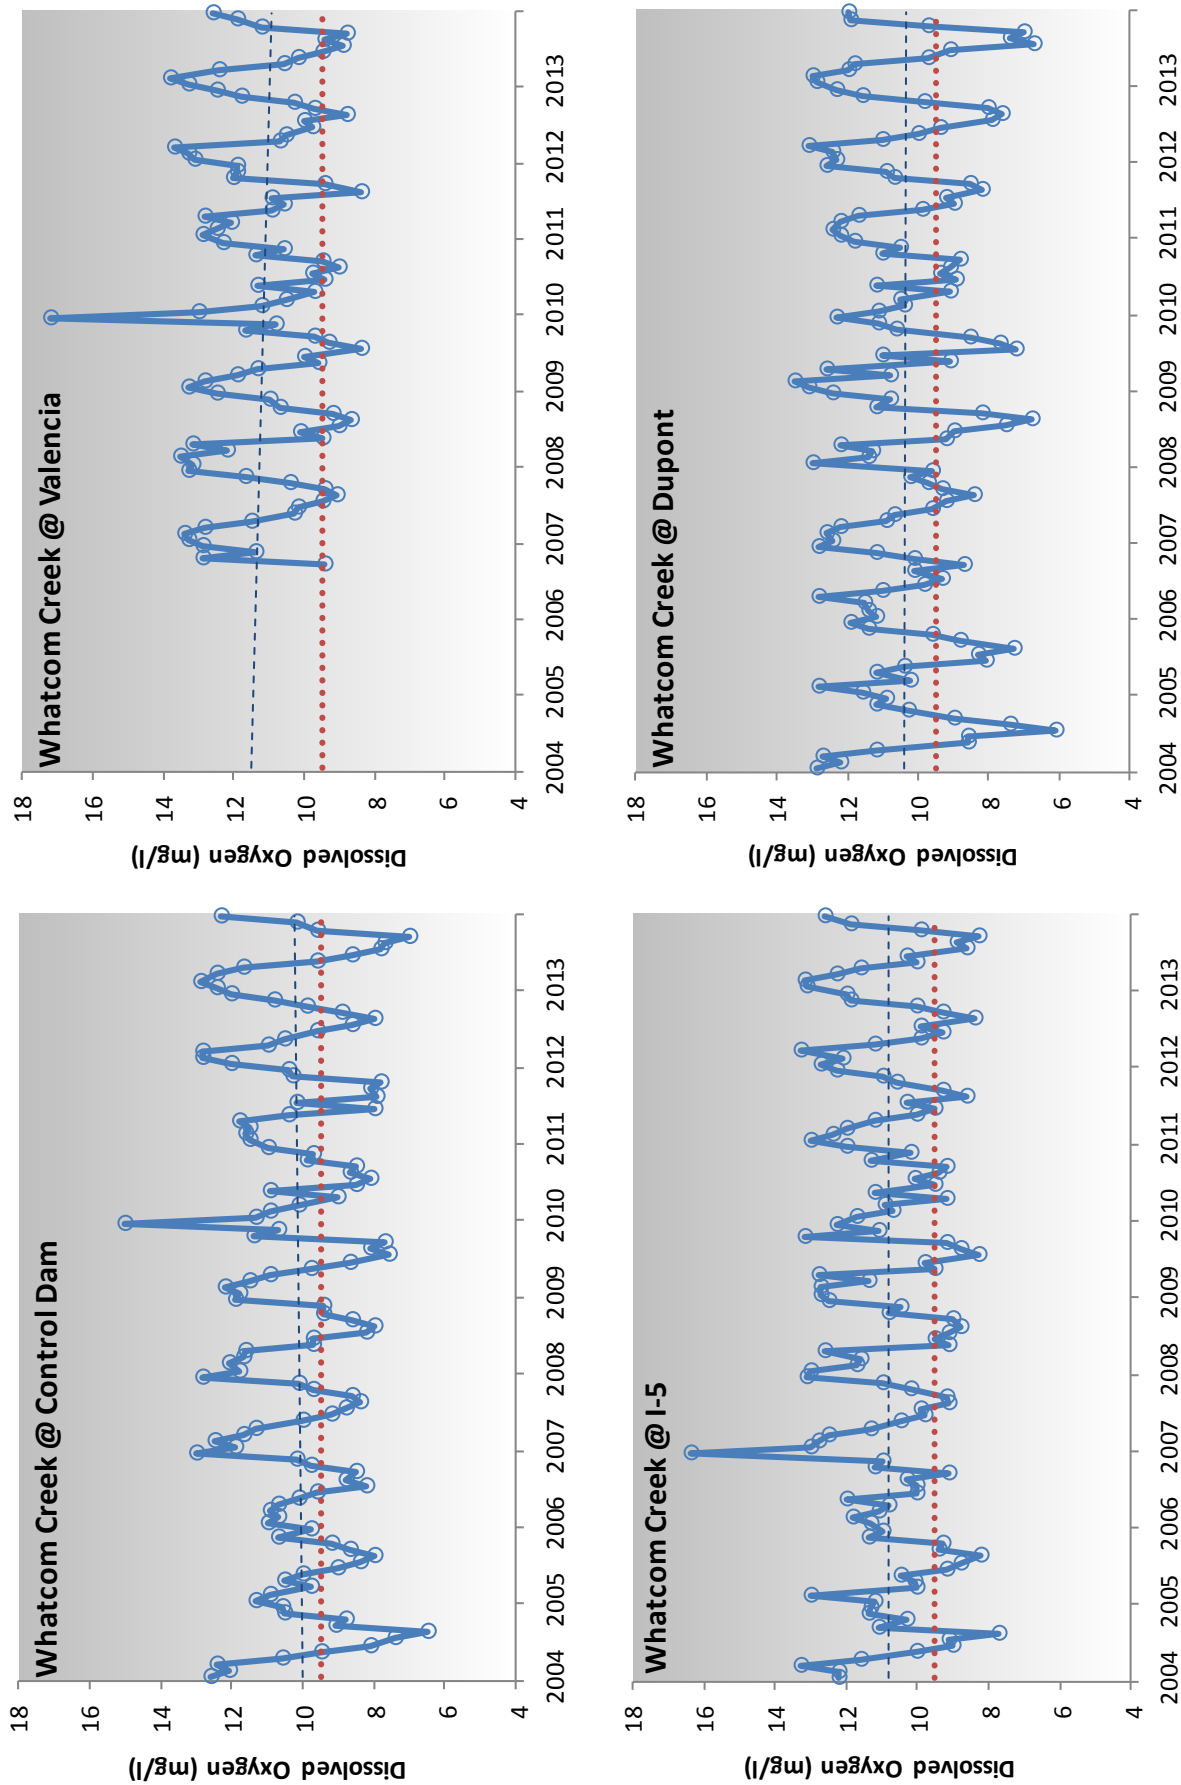 Whatcom Creek @ Control Dam
Dissolved Oxygen (mg/l)
18
16
14
12
10
8
6
4
2004 2005 2006 2007 2008 2009 2010 2011 2012 2013
Whatcom Creek @ Valencia
Dissolved Oxygen (mg/l)
18
16
14
12
10
8
6
4
2004 2005 2006 2007 2008 2009 2010 2011 2012 2013
Whatcom Creek @ I-5
Dissolved Oxygen (mg/l)
18
16
14
12
10
8
6
4
2004 2005 2006 2007 2008 2009 2010 2011 2012 2013
Whatcom Creek @ Dupont
Dissolved Oxygen (mg/l)
18
16
14
12
10
8
6
4
2004 2005 2006 2007 2008 2009 2010 2011 2012 2013